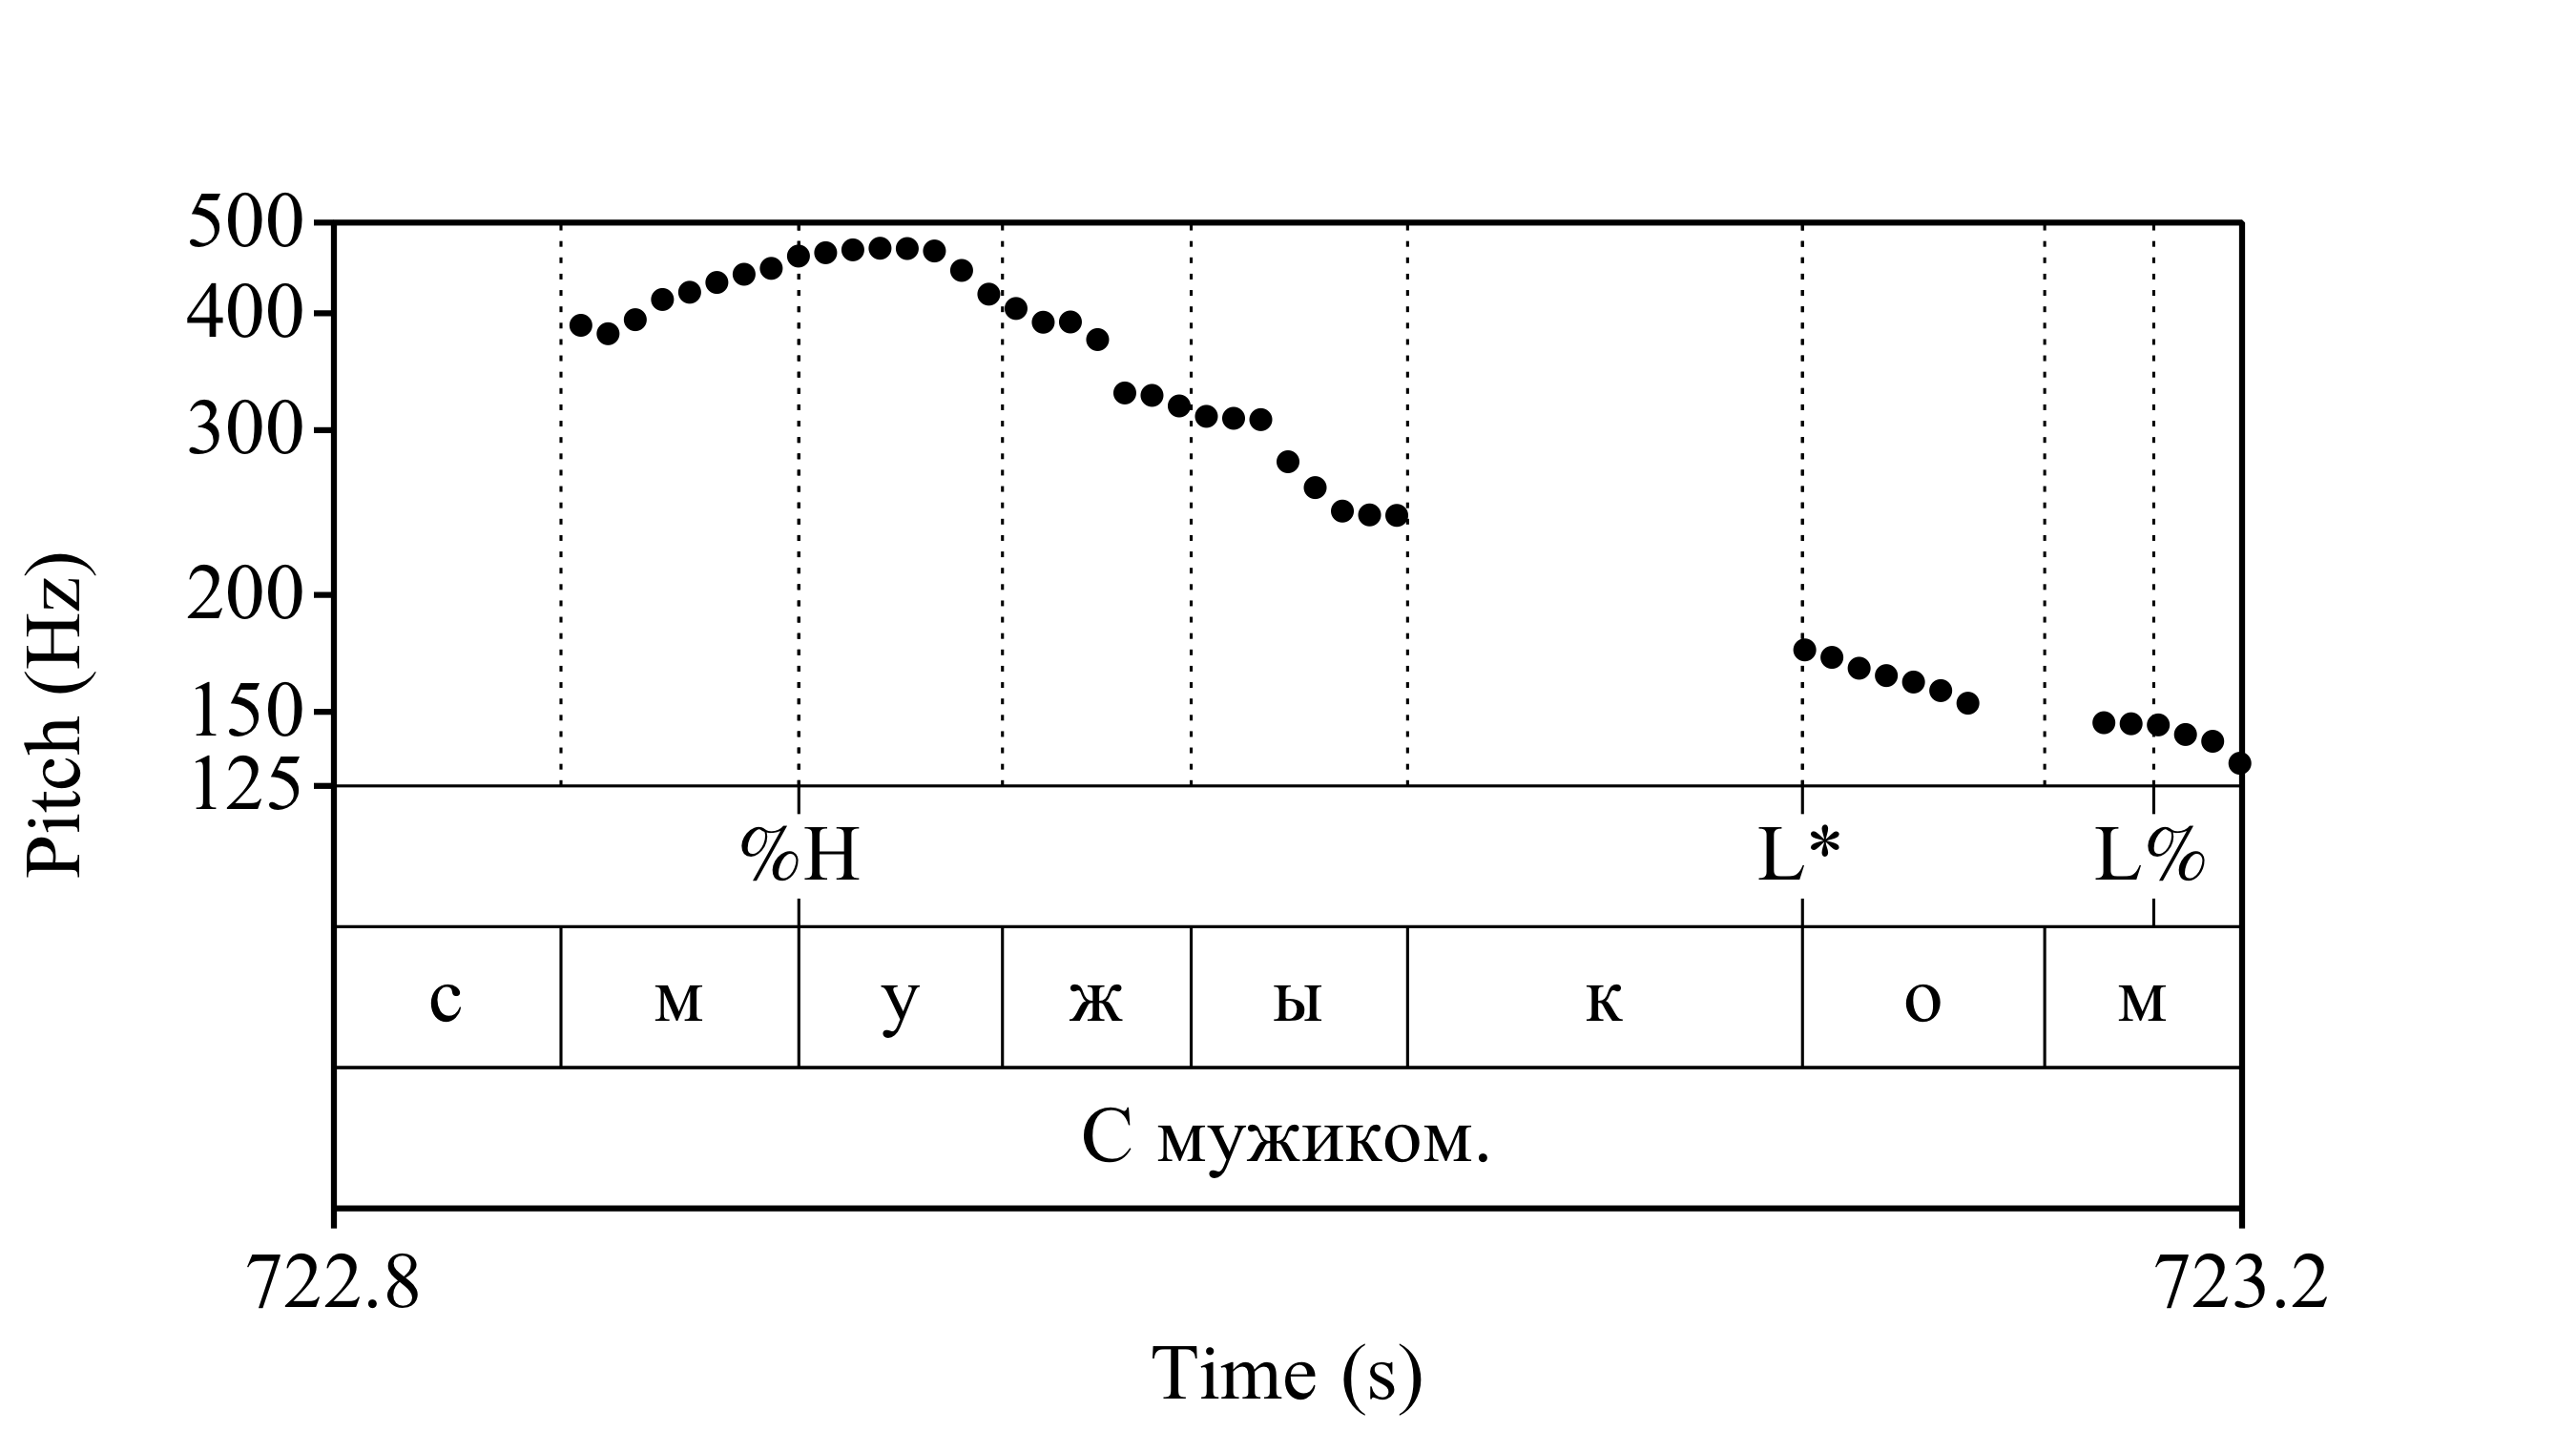 500
400
300
200
150
125
Pitch (Hz)
%H L* L%
с м у ж ы к о м
С мужиком.
722.8 723.2
Time (s)